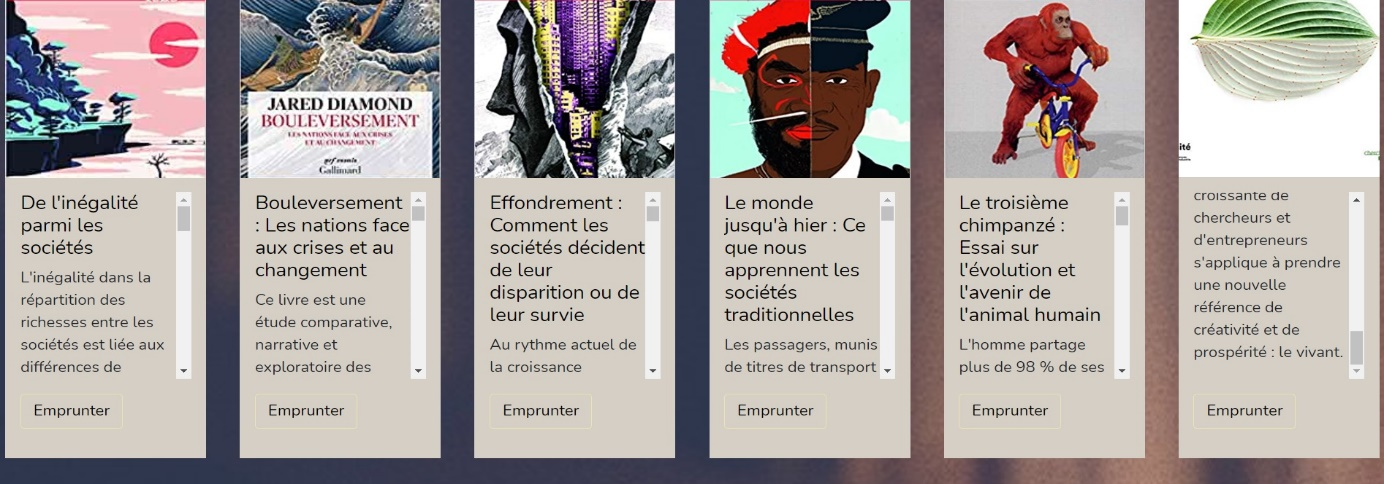 JARED DIAMOND
BOULEVERSEMENT
LES NATIONS FACE AUX CRISES
ET AU CHANGEMENT
nrf essais
Gallimard
De l'inégalité
parmi les
sociétés
L'inégalité dans la
répartition des
richesses entre les
sociétés est liée aux
différences de
Emprunter
Bouleversement
: Les nations face
aux crises et au
changement
Ce livre est une
étude comparative,
narrative et
exploratoire des
Emprunter
Effondrement :
Comment les
sociétés décident
de leur
disparition ou de
leur survie
Au rythme actuel de
la croissance
Emprunter
Le monde
jusqu'à hier : Ce
que nous
apprennent les
sociétés
traditionnelles
Les passagers, munis
de titres de transport
Emprunter
Le troisième
chimpanzé :
Essai sur
l'évolution et
l'avenir de
l'animal humain
L'homme partage
plus de 98 % de ses
Emprunter
ité
croissante de
chercheurs et
d'entrepreneurs
s'applique à prendre
une nouvelle
référence de
créativité et de
prospérité : le vivant.
Emprunter